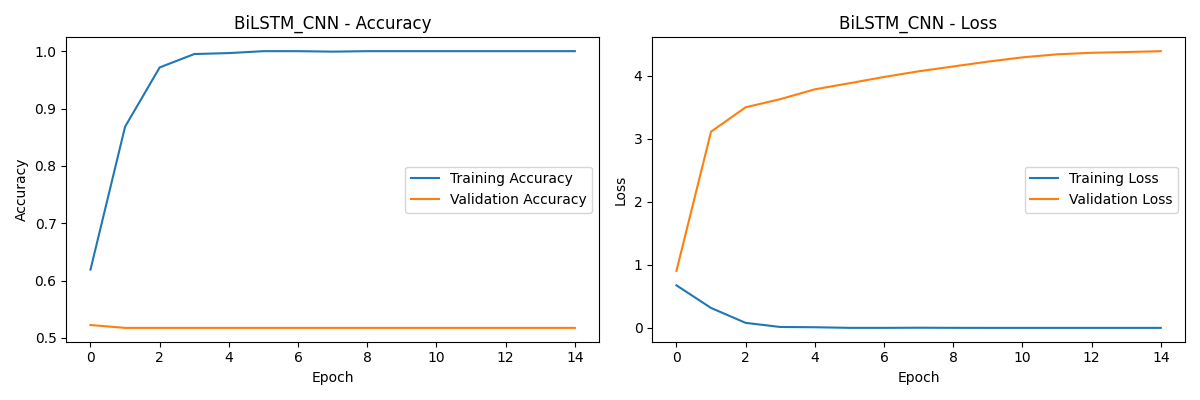 BiLSTM_CNN - Accuracy
1.0
0.9
0.8
0.7
0.6
0.5
Accuracy
Training Accuracy
Validation Accuracy
0 2 4 6 8 10 12 14
Epoch
BiLSTM_CNN - Loss
4
3
2
1
0
Loss
Training Loss
Validation Loss
0 2 4 6 8 10 12 14
Epoch